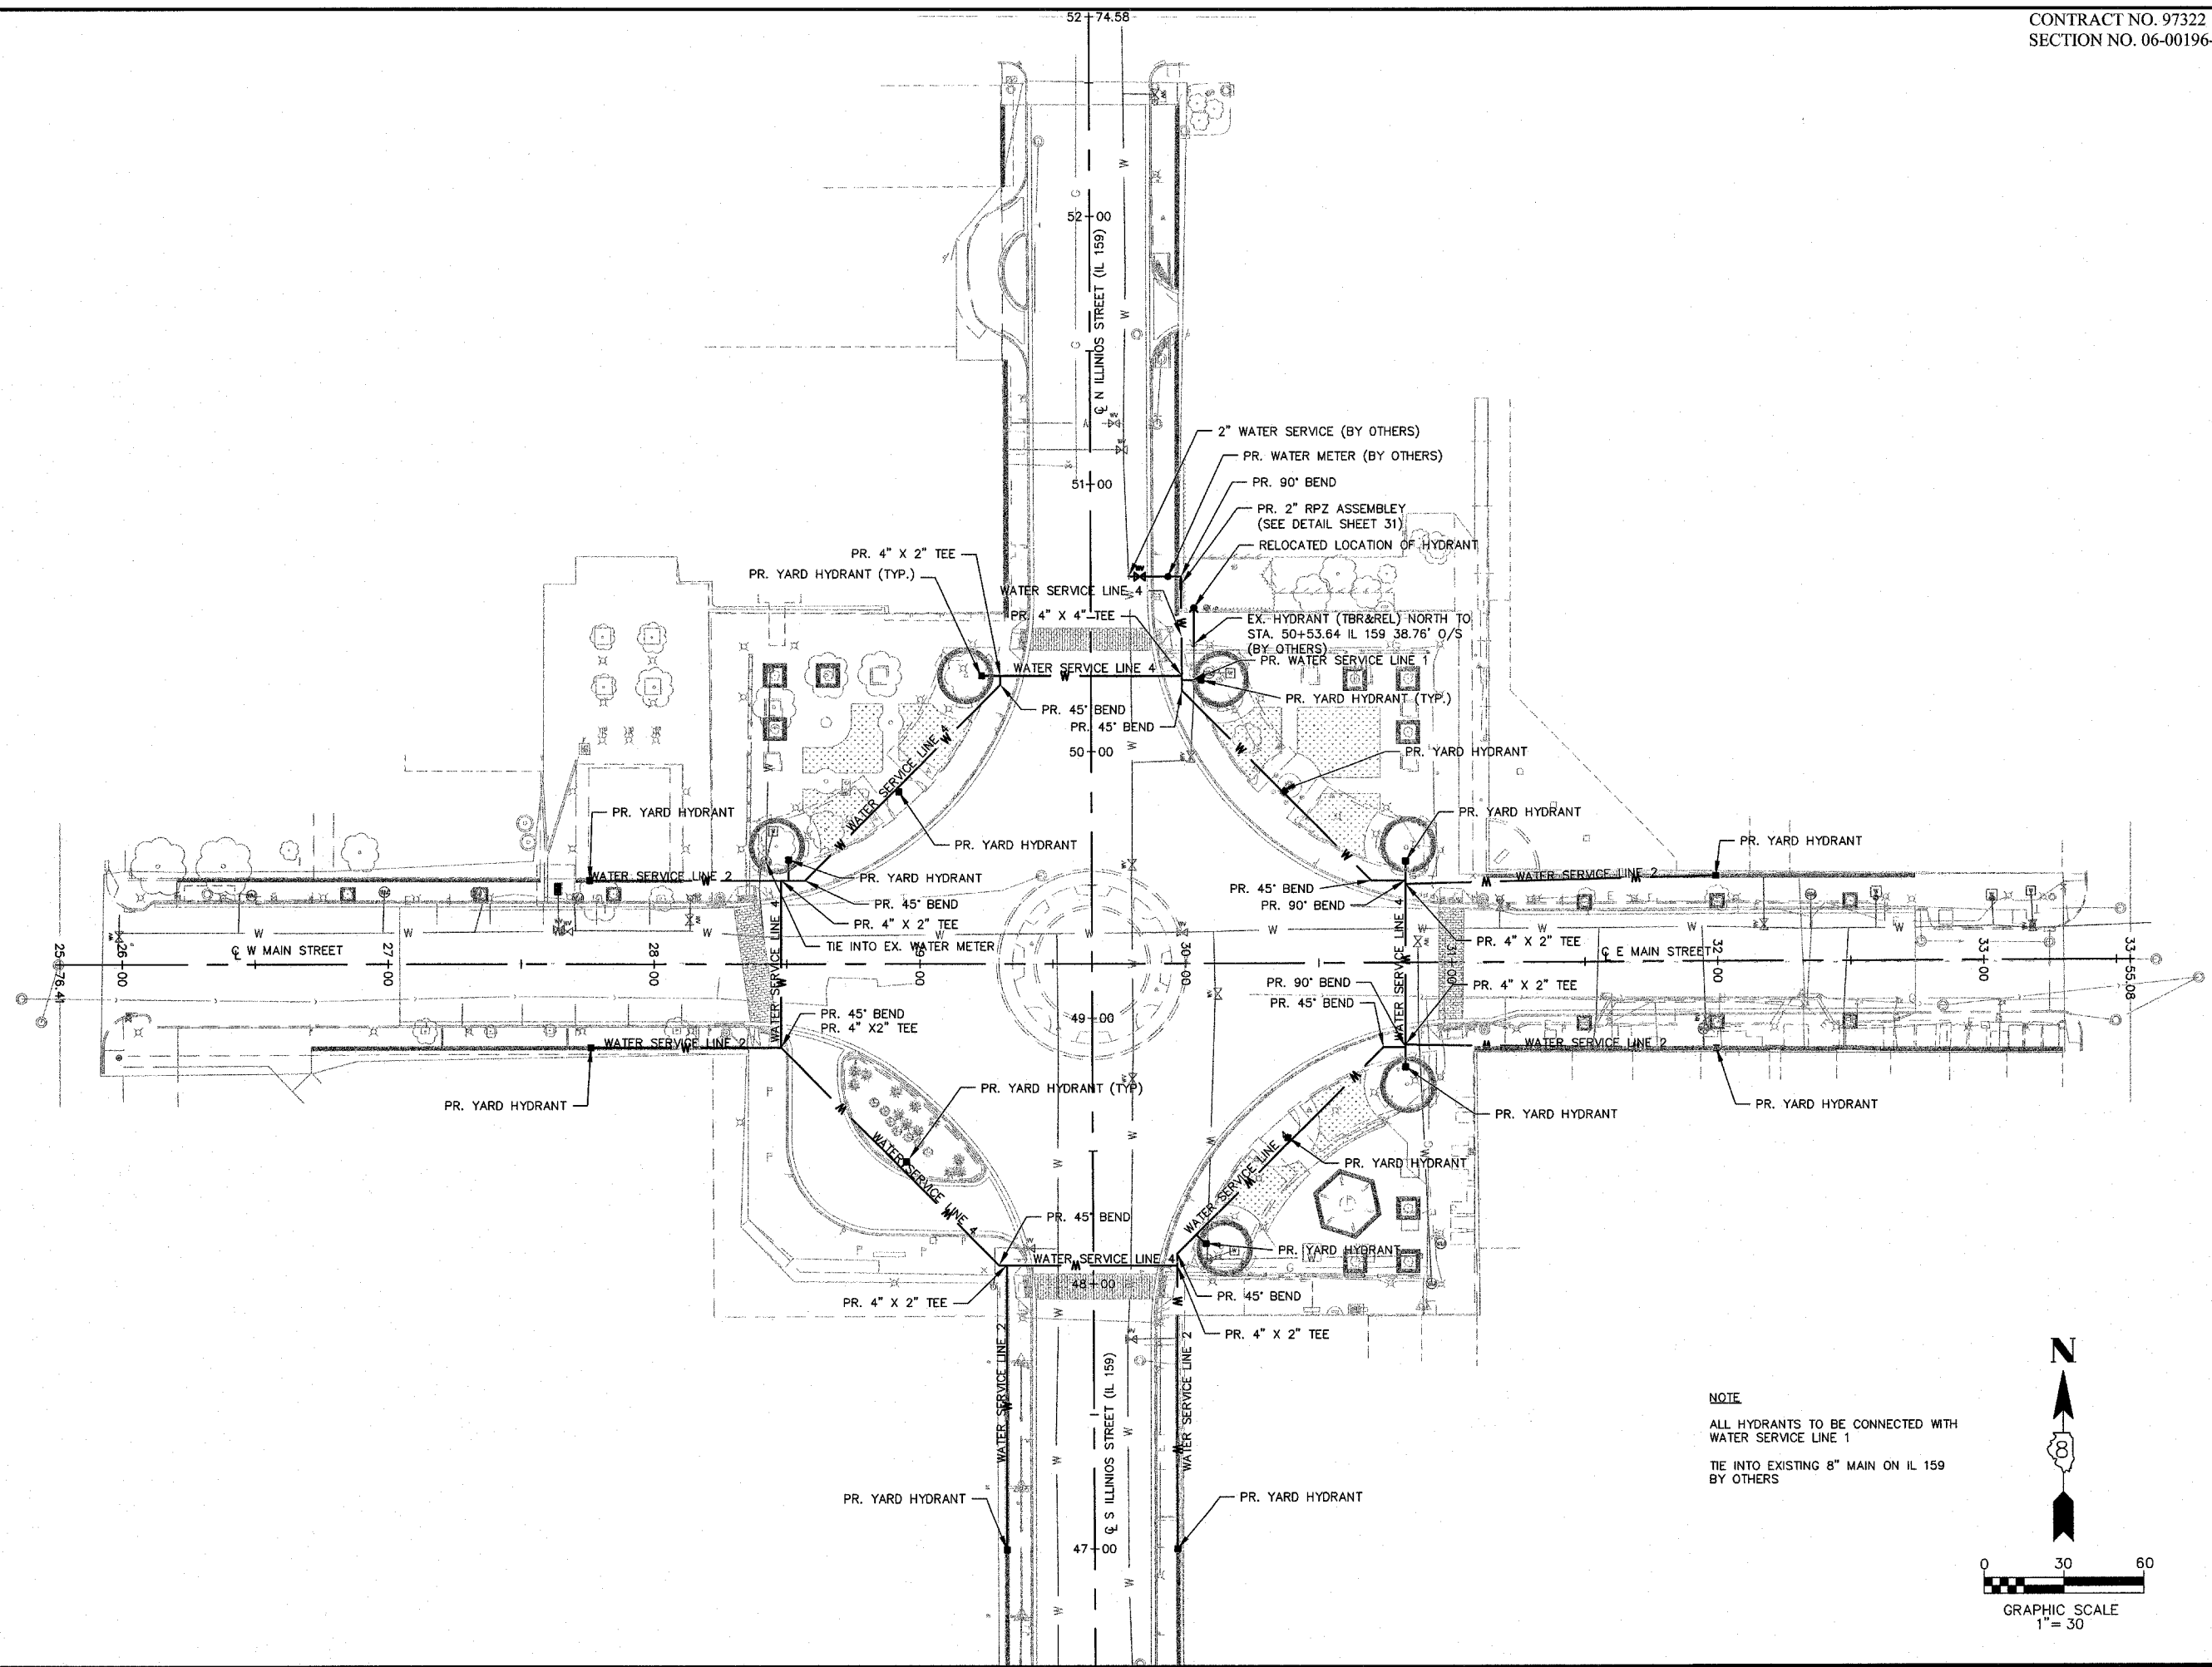 CONTRACT NO. 97322
SECTION NO. 06-00196-
52+74.58
52+00
℄ N ILLINIOS STREET (IL 159)
51+00
2" WATER SERVICE (BY OTHERS)
PR. WATER METER (BY OTHERS)
PR. 90° BEND
PR. 2" RPZ ASSEMBLEY
(SEE DETAIL SHEET 31)
RELOCATED LOCATION OF HYDRANT
PR. 4" X 2" TEE
PR. YARD HYDRANT (TYP.)
WATER SERVICE LINE 4
PR. 4" X 4" TEE
EX. HYDRANT (TBR&REL) NORTH TO
STA. 50+53.64 IL 159 38.76' O/S
(BY OTHERS)
PR. WATER SERVICE LINE 1
WATER SERVICE LINE 4
PR. YARD HYDRANT (TYP.)
PR. 45° BEND
PR. 45° BEND
50+00
PR. YARD HYDRANT
WATER SERVICE LINE 4
PR. YARD HYDRANT
PR. YARD HYDRANT
PR. YARD HYDRANT
PR. YARD HYDRANT
WATER SERVICE LINE 2
PR. YARD HYDRANT
WATER SERVICE LINE 2
PR. 45° BEND
PR. 45° BEND
PR. 90° BEND
PR. 4" X 2" TEE
WATER SERVICE LINE 4
PR. 4" X 2" TEE
TIE INTO EX. WATER METER
℄ W MAIN STREET
℄ E MAIN STREET
25+76.41
26+00
27+00
28+00
29+00
30+00
31+00
32+00
33+00
33+55.08
PR. 90° BEND
PR. 4" X 2" TEE
PR. 45° BEND
WATER SERVICE LINE 4
PR. 45° BEND
PR. 4" X2" TEE
49+00
WATER SERVICE LINE 2
WATER SERVICE LINE 2
PR. YARD HYDRANT (TYP)
PR. YARD HYDRANT
PR. YARD HYDRANT
PR. YARD HYDRANT
WATER SERVICE LINE 4
WATER SERVICE LINE 4
PR. YARD HYDRANT
PR. 45° BEND
PR. YARD HYDRANT
WATER SERVICE LINE 4
48+00
PR. 4" X 2" TEE
PR. 45° BEND
PR. 4" X 2" TEE
WATER SERVICE LINE 2
WATER SERVICE LINE 2
℄ S ILLINIOS STREET (IL 159)
PR. YARD HYDRANT
PR. YARD HYDRANT
47+00
NOTE
ALL HYDRANTS TO BE CONNECTED WITH
WATER SERVICE LINE 1
TIE INTO EXISTING 8" MAIN ON IL 159
BY OTHERS
N
8
0 30 60
GRAPHIC SCALE
1"= 30